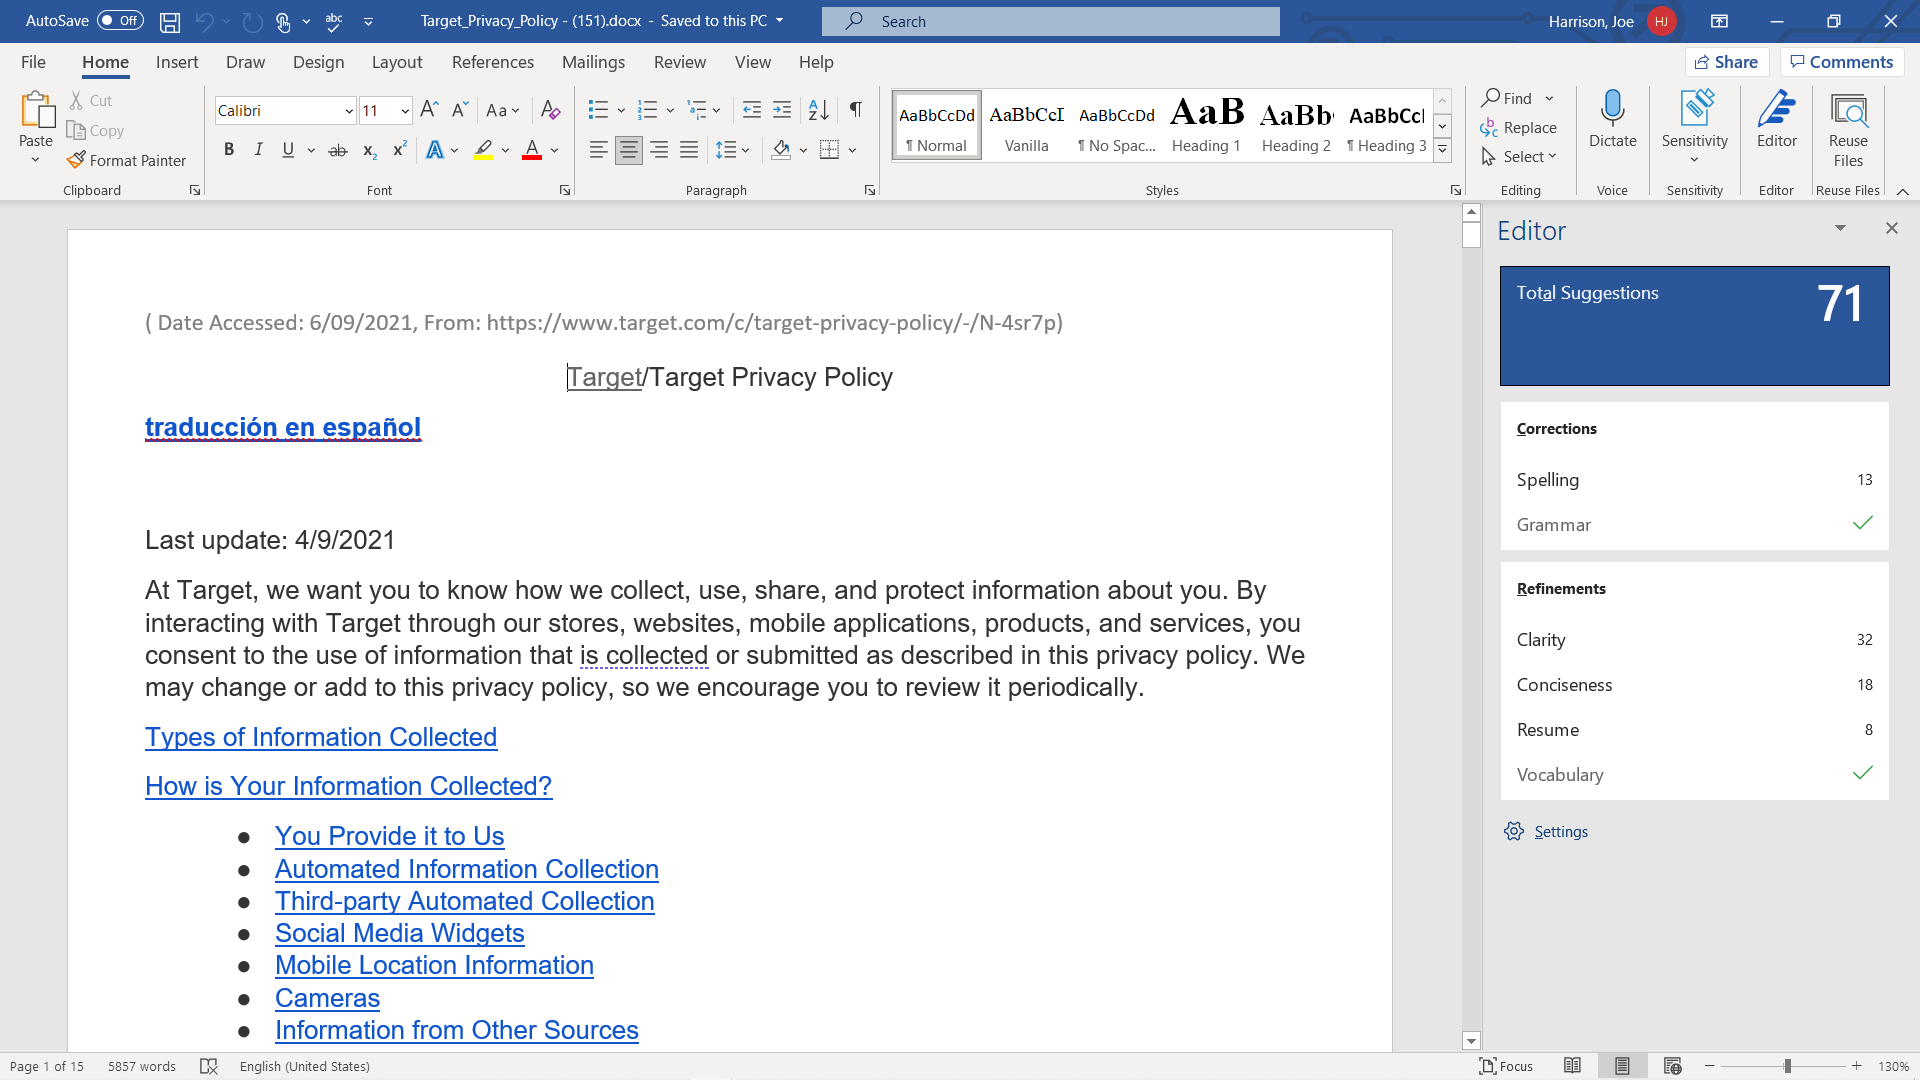 AutoSave Off Target_Privacy_Policy - (151).docx - Saved to this PC Search Harrison, Joe HJ
File Home Insert Draw Design Layout References Mailings Review View Help Share Comments
Paste Cut Copy Format Painter
Clipboard
Calibri 11
Font
Paragraph
AaBbCcDd AaBbCcI AaBbCcDd AaB AaBb AaBbCc
¶ Normal Vanilla ¶ No Spac... Heading 1 Heading 2 ¶ Heading 3
Styles
Find
Replace
Select
Editing
Dictate
Voice
Sensitivity
Sensitivity
Editor
Editor
Reuse
Files
Reuse Files
( Date Accessed: 6/09/2021, From: https://www.target.com/c/target-privacy-policy/-/N-4sr7p)
Target/Target Privacy Policy
traducción en español
Last update: 4/9/2021
At Target, we want you to know how we collect, use, share, and protect information about you. By
interacting with Target through our stores, websites, mobile applications, products, and services, you
consent to the use of information that is collected or submitted as described in this privacy policy. We
may change or add to this privacy policy, so we encourage you to review it periodically.
Types of Information Collected
How is Your Information Collected?
● You Provide it to Us
● Automated Information Collection
● Third-party Automated Collection
● Social Media Widgets
● Mobile Location Information
● Cameras
● Information from Other Sources
Editor
Total Suggestions 71
Corrections
Spelling 13
Grammar
Refinements
Clarity 32
Conciseness 18
Resume 8
Vocabulary
Settings
Page 1 of 15 5857 words English (United States) Focus 130%